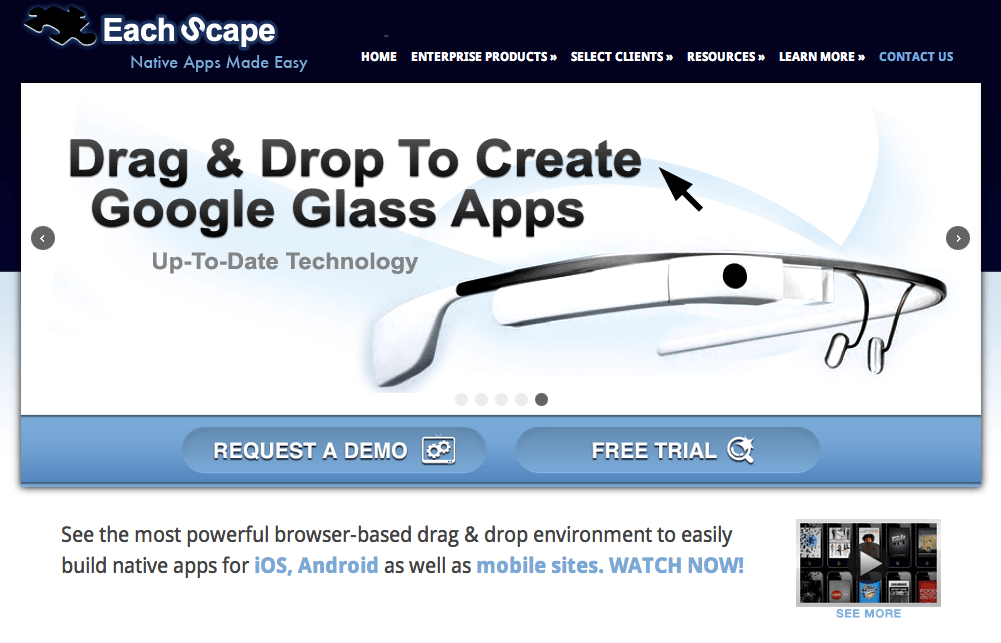 Each Scape
Native Apps Made Easy
HOME ENTERPRISE PRODUCTS » SELECT CLIENTS » RESOURCES » LEARN MORE » CONTACT US
Drag & Drop To Create
Google Glass Apps
Up-To-Date Technology
REQUEST A DEMO FREE TRIAL
See the most powerful browser-based drag & drop environment to easily
build native apps for iOS, Android as well as mobile sites. WATCH NOW!
SEE MORE